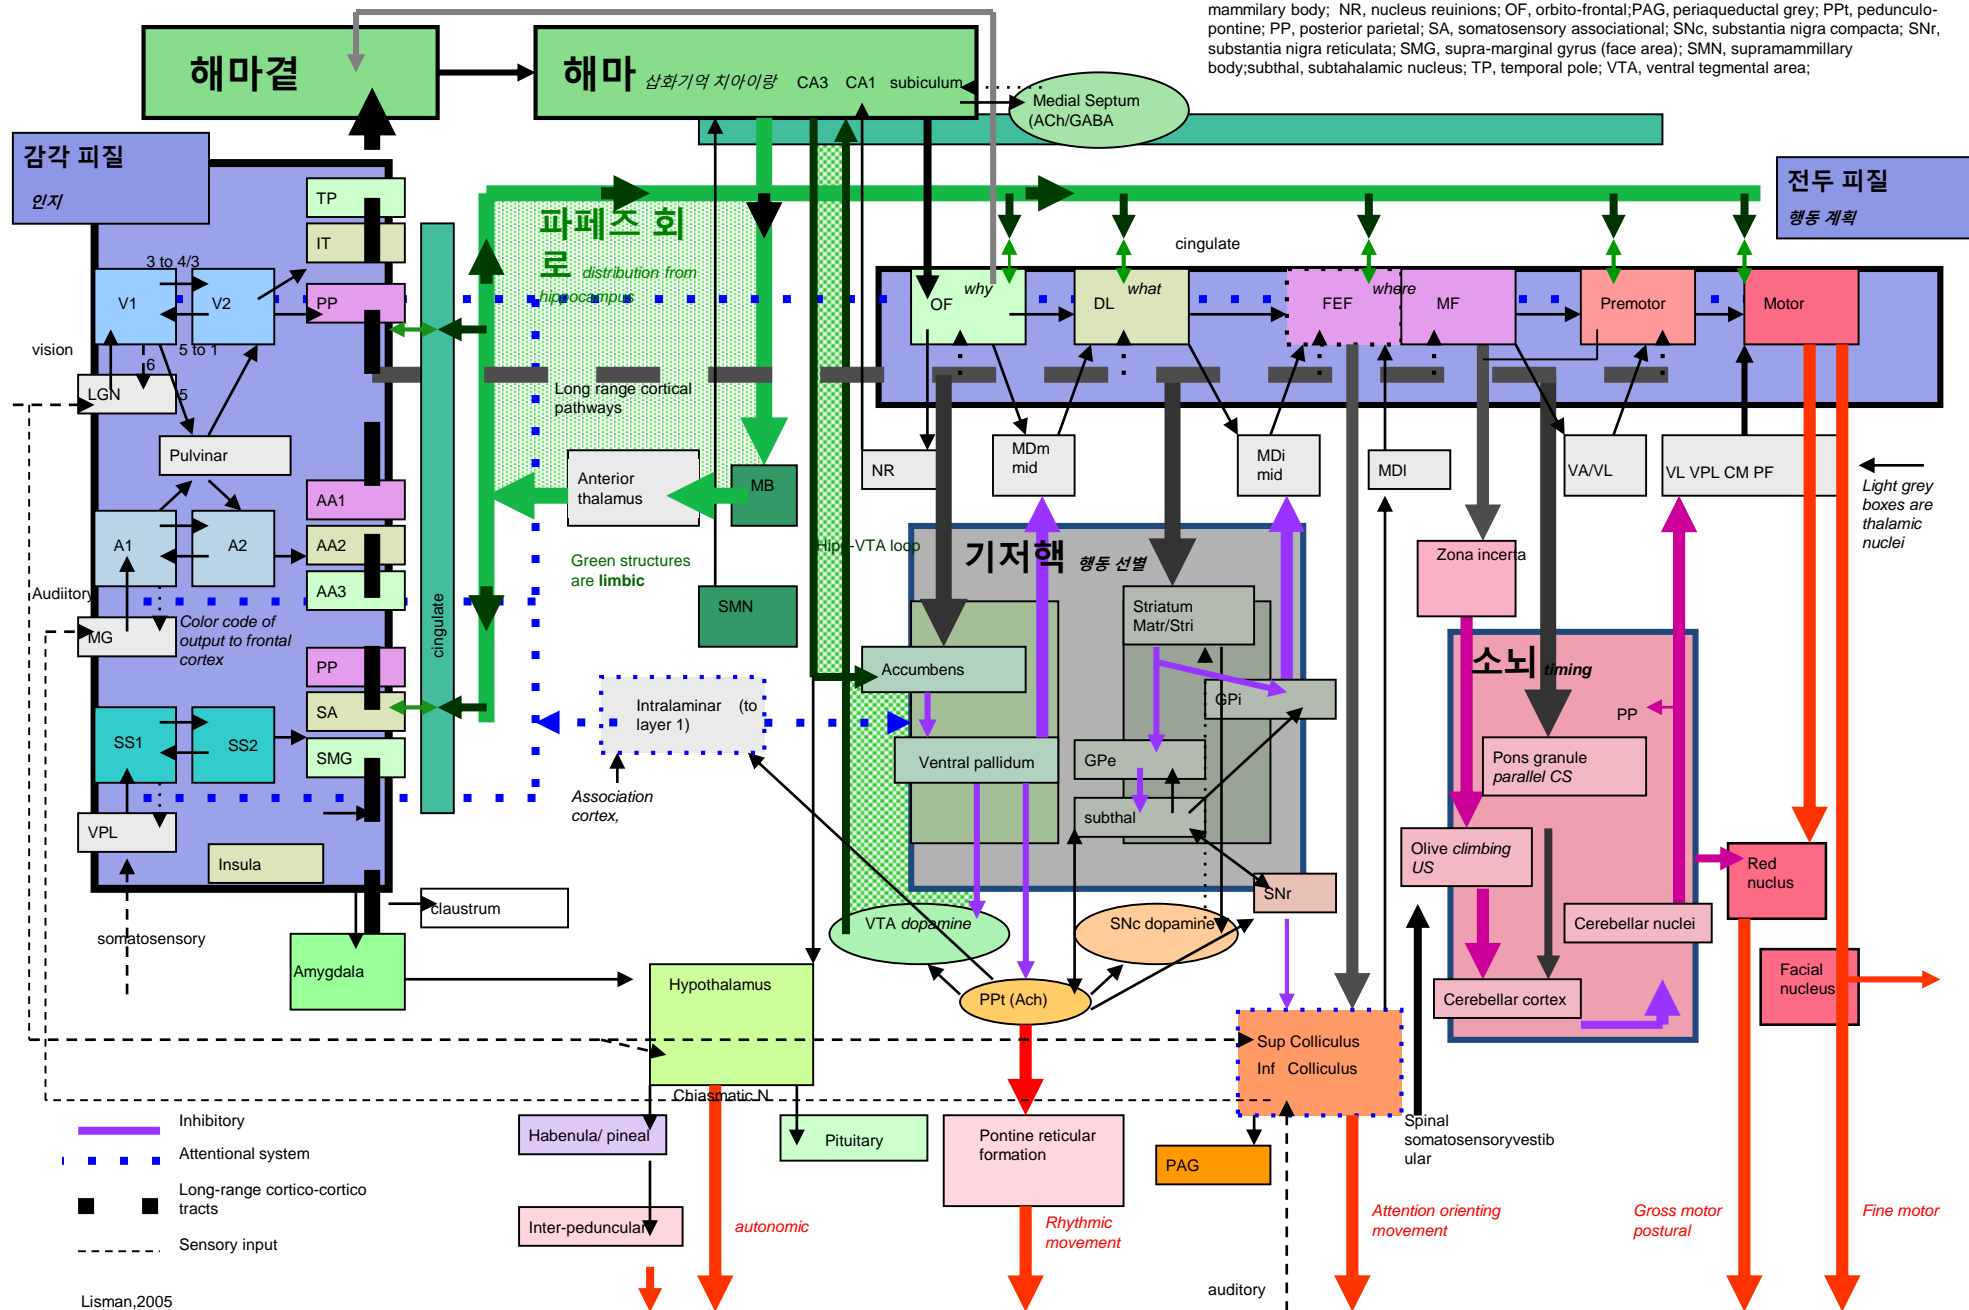 mammilary body;  NR, nucleus reuinions; OF, orbito-frontal;PAG, periaqueductal grey; PPt, pedunculo-
pontine; PP, posterior parietal; SA, somatosensory associational; SNc, substantia nigra compacta; SNr,
substantia nigra reticulata; SMG, supra-marginal gyrus (face area); SMN, supramammillary
body;subthal, subtahalamic nucleus; TP, temporal pole; VTA, ventral tegmental area;
해마곁
해마 삽화기억 치아이랑 CA3 CA1 subiculum
Medial Septum
(ACh/GABA
감각 피질
인지
전두 피질
행동 계획
TP
IT
PP
3 to 4/3
V1
V2
5 to 1
vision
6
5
LGN
Pulvinar
파페즈 회
로 distribution from
hippocampus
Long range cortical
pathways
cingulate
OF
why
DL
what
FEF
where
MF
Premotor
Motor
Anterior
thalamus
MB
NR
MDm
mid
MDi
mid
MDl
VA/VL
VL VPL CM PF
Light grey
boxes are
thalamic
nuclei
AA1
A1
A2
AA2
AA3
Audiitory
MG
Color code of
output to frontal
cortex
cingulate
Green structures
are limbic
SMN
Hipp-VTA loop
기저핵 행동 선별
Striatum
Matr/Stri
Zona incerta
소뇌 timing
PP
SA
SMG
SS1
SS2
VPL
Insula
somatosensory
claustrum
Amygdala
Intralaminar (to
layer 1)
Association
cortex,
Accumbens
Ventral pallidum
GPi
GPe
subthal
SNr
VTA dopamine
SNc dopamine
PPt (Ach)
PP
Pons granule
parallel CS
Olive climbing
US
Cerebellar nuclei
Cerebellar cortex
Red
nuclus
Facial
nucleus
Hypothalamus
Chiasmatic N
Habenula/ pineal
Pituitary
Inter-peduncular
autonomic
Pontine reticular
formation
Rhythmic
movement
Sup Colliculus
Inf Colliculus
PAG
Spinal
somatosensoryvestib
ular
Attention orienting
movement
auditory
Gross motor
postural
Fine motor
Inhibitory
Attentional system
Long-range cortico-cortico
tracts
Sensory input
Lisman,2005